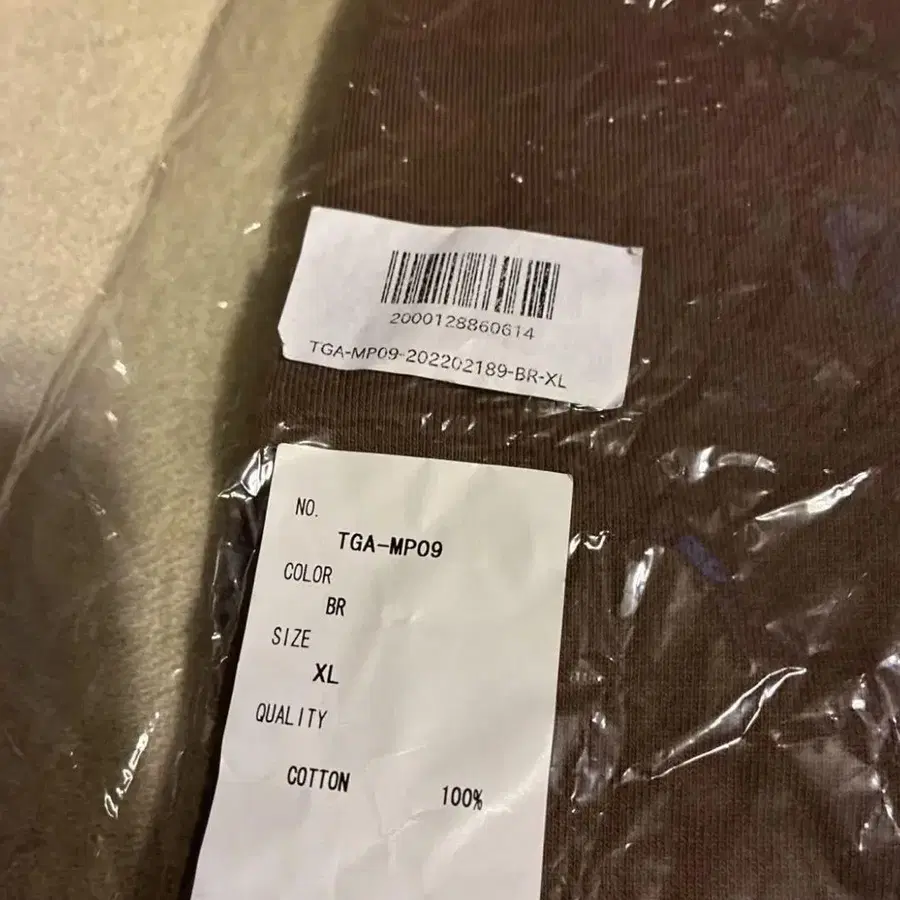 2000128860614
TGA-MP09-202202189-BR-XL
NO.
TGA-MP09
COLOR
BR
SIZE
XL
QUALITY
COTTON 100%